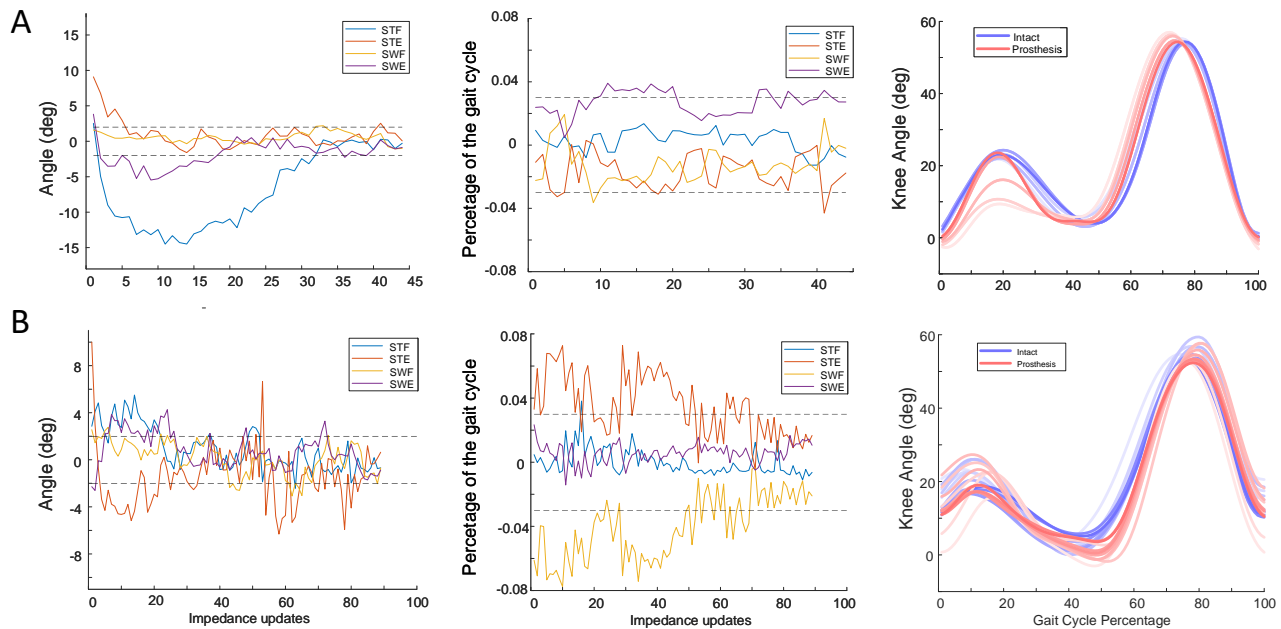 A
Angle (deg)
15
10
5
0
-5
-10
-15
0
5
10
15
20
25
30
35
40
45
STF
STE
SWF
SWE
Percetage of the gait cycle
0.08
0.04
0
-0.04
-0.08
10
20
30
40
STF
STE
SWF
SWE
Knee Angle (deg)
60
40
20
0
0
20
40
60
80
100
Intact
Prosthesis
B
Angle (deg)
8
4
0
-4
-8
0
20
40
60
80
100
Impedance updates
STF
STE
SWF
SWE
Percetage of the gait cycle
0.08
0.04
0
-0.04
-0.08
0
20
40
60
80
100
Impedance updates
STF
STE
SWF
SWE
Knee Angle (deg)
60
40
20
0
0
20
40
60
80
100
Gait Cycle Percentage
Intact
Prosthesis